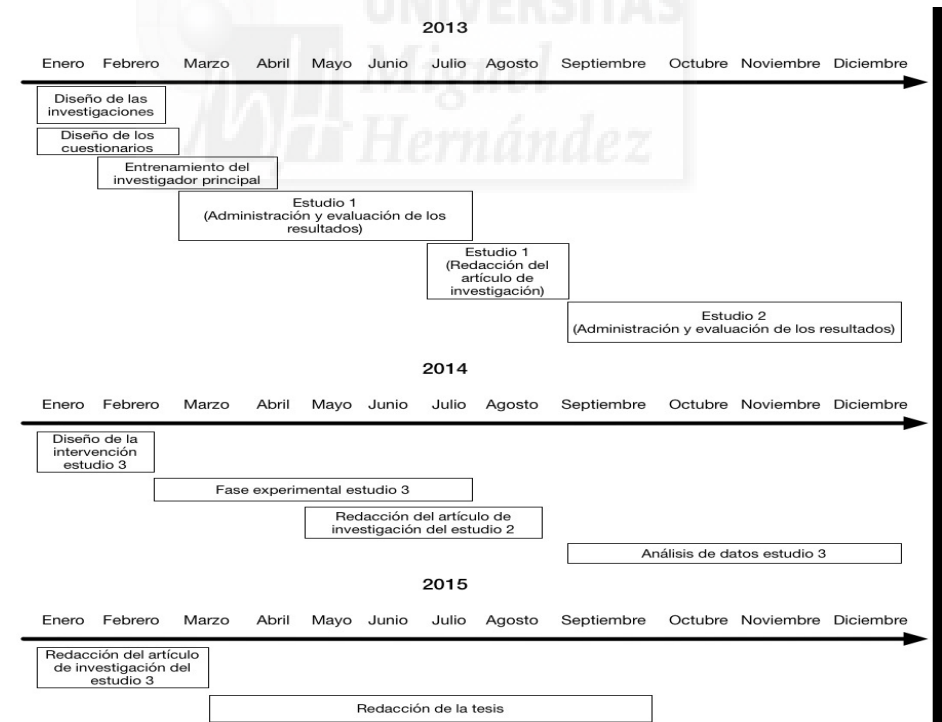 UNIVERSITAS
Miguel
Hernández
2013
Enero Febrero Marzo Abril Mayo Junio Julio Agosto Septiembre Octubre Noviembre Diciembre
Diseño de las
investigaciones
Diseño de los
cuestionarios
Entrenamiento del
investigador principal
Estudio 1
(Administración y evaluación de los
resultados)
Estudio 1
(Redacción del
artículo de
investigación)
Estudio 2
(Administración y evaluación de los resultados)
2014
Enero Febrero Marzo Abril Mayo Junio Julio Agosto Septiembre Octubre Noviembre Diciembre
Diseño de la
intervención
estudio 3
Fase experimental estudio 3
Redacción del artículo de
investigación del estudio 2
Análisis de datos estudio 3
2015
Enero Febrero Marzo Abril Mayo Junio Julio Agosto Septiembre Octubre Noviembre Diciembre
Redacción del artículo
de investigación del
estudio 3
Redacción de la tesis